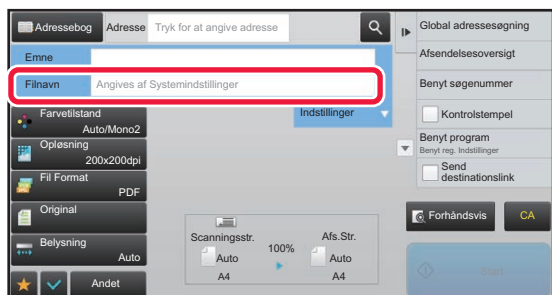 Adressebog
Adresse
Tryk for at angive adresse
Emne
Filnavn
Angives af Systemindstillinger
Farvetilstand
Auto/Mono2
Opløsning
200x200dpi
Fil Format
PDF
Original
Belysning
Auto
Andet
Indstillinger
Scanningsstr.
Auto
A4
100%
Afs.Str.
Auto
A4
Global adressesøgning
Afsendelsesoversigt
Benyt søgenummer
Kontrolstempel
Benyt program
Benyt reg. Indstillinger
Send
destinationslink
Forhåndsvis
CA
Start